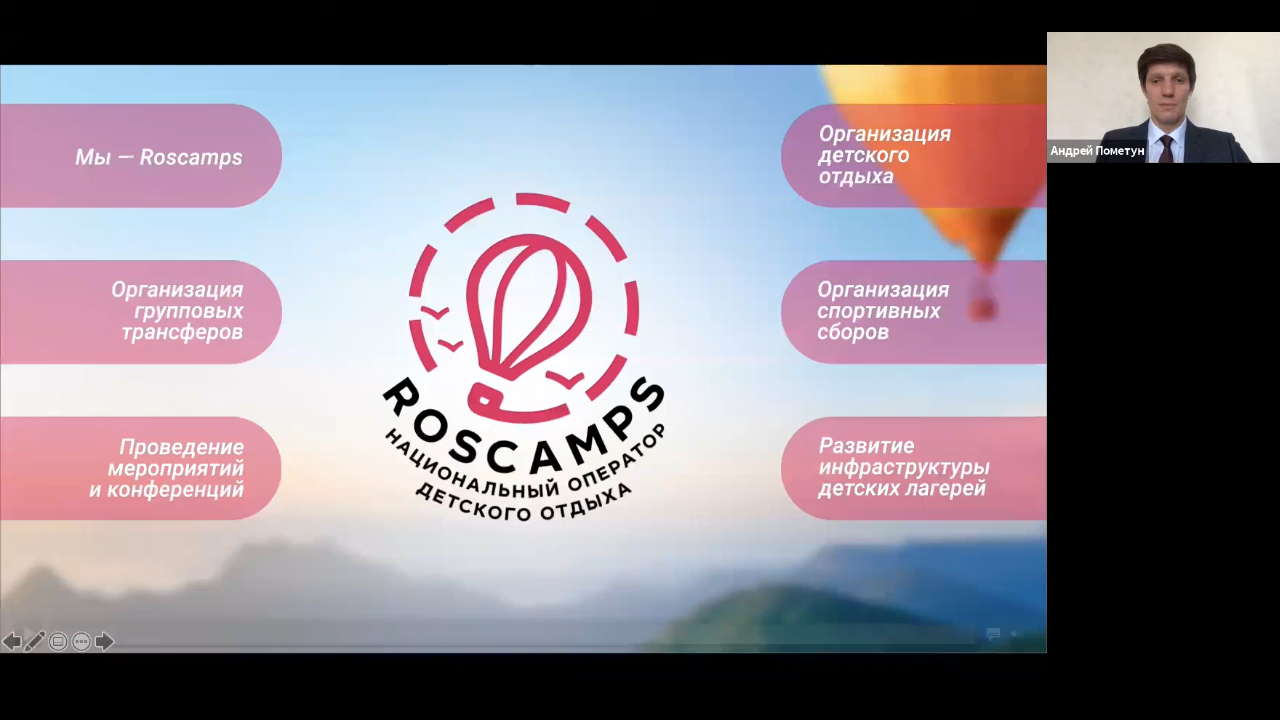 Мы — Roscamps
Организация
групповых
трансферов
Проведение
мероприятий
и конференций
ROSCAMPS
НАЦИОНАЛЬНЫЙ ОПЕРАТОР
ДЕТСКОГО ОТДЫХА
Организация
детского
отдыха
Организация
спортивных
сборов
Развитие
инфраструктуры
детских лагерей
Андрей Пометун